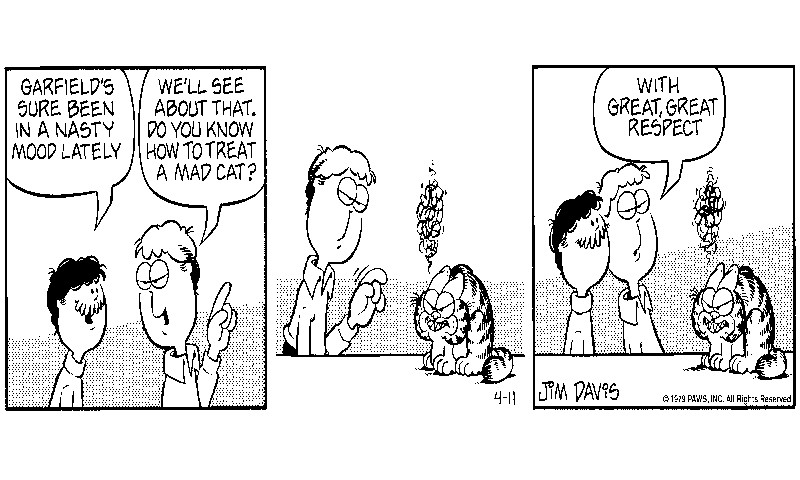 GARFIELD'S
SURE BEEN
IN A NASTY
MOOD LATELY
WE'LL SEE
ABOUT THAT.
DO YOU KNOW
HOW TO TREAT
A MAD CAT?
4-11
WITH
GREAT, GREAT
RESPECT
JIM DAVIS
© 1979 PAWS, INC. All Rights Reserved